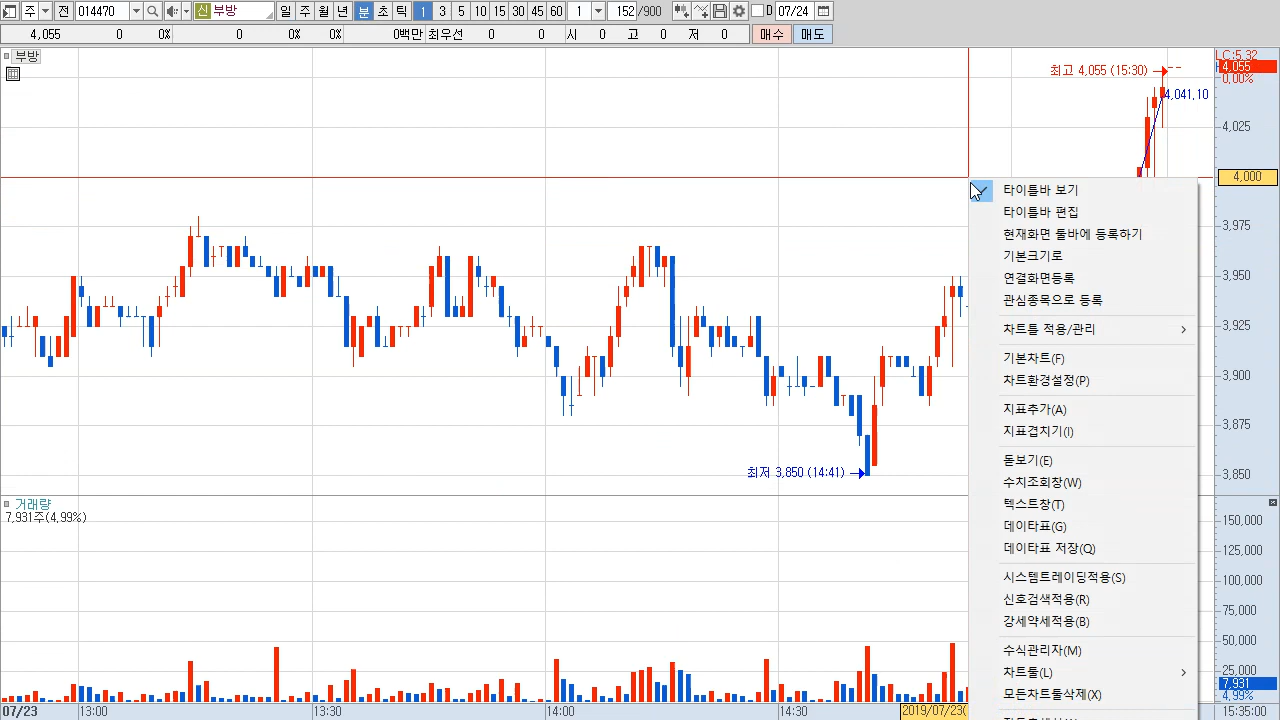 주 전 014470 신 부방 일 주 월 년 분 초 틱 1 3 5 10 15 30 45 60 1 152 /900 D 07/24
4,055 0 0% 0 0% 0% 0백만 최우선 0 0 시 0 고 0 저 0 매수 매도
부방
LC:5.32
4,055
0.00%
최고 4,055 (15:30)
4,041.10
4,025
4,000
3,975
3,950
3,925
3,900
3,875
3,850
최저 3,850 (14:41)
타이틀바 보기
타이틀바 편집
현재화면 툴바에 등록하기
기본크기로
연결화면등록
관심종목으로 등록
차트틀 적용/관리
기본차트(F)
차트환경설정(P)
지표추가(A)
지표겹치기(I)
돋보기(E)
수치조회창(W)
텍스트창(T)
데이타표(G)
데이타표 저장(Q)
시스템트레이딩적용(S)
신호검색적용(R)
강세약세적용(B)
수식관리자(M)
차트툴(L)
모든차트툴삭제(X)
거래량
7,931주(4.99%)
150,000
125,000
100,000
75,000
50,000
25,000
7,931
4.99%
07/23 13:00 13:30 14:00 14:30 2019/07/23( 15:35:00